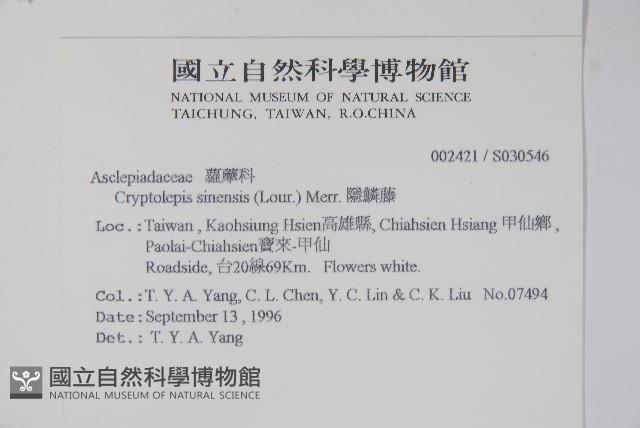 國立自然科學博物館
NATIONAL MUSEUM OF NATURAL SCIENCE
TAICHUNG, TAIWAN, R.O.CHINA
002421 / S030546
Asclepiadaceae 蘿藦科
Cryptolepis sinensis (Lour.) Merr. 隱鱗藤
Loc.:Taiwan , Kaohsiung Hsien高雄縣, Chiahsien Hsiang 甲仙鄉 ,
Paolai-Chiahsien寶來-甲仙
Roadside, 台20線69Km. Flowers white.
Col.:T. Y. A. Yang, C. L. Chen, Y. C. Lin & C. K. Liu No.07494
Date:September 13 , 1996
Det.: T. Y. A. Yang
國立自然科學博物館
NATIONAL MUSEUM OF NATURAL SCIENCE